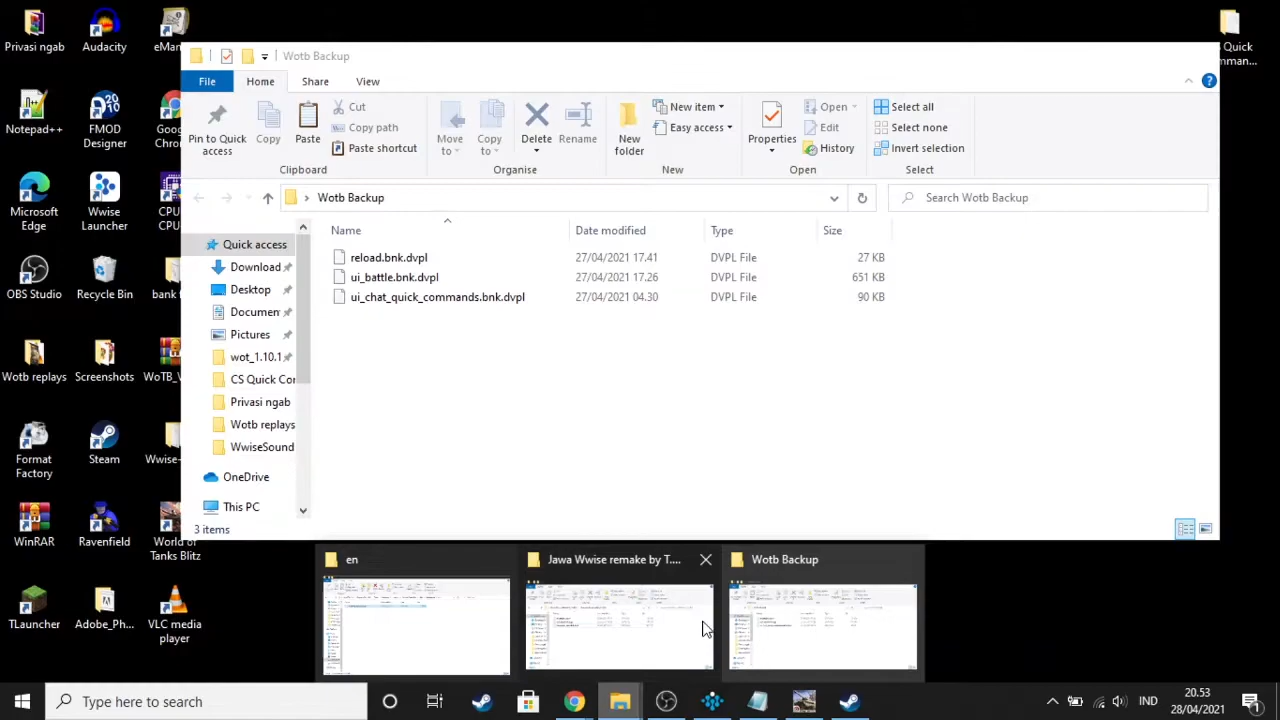 Privasi ngab
Audacity
eMan
Notepad++
FMOD
Designer
Goog
Chro
Microsoft
Edge
Wwise
Launcher
CPU
CPU
OBS Studio
Recycle Bin
bank f
Wotb replays
Screenshots
WoTB_V
Format
Factory
Steam
Wwise-
WinRAR
Ravenfield
World of
Tanks Blitz
TLauncher
Adobe_Ph...
VLC media
player
Quick
mman...
Wotb Backup
File
Home
Share
View
Pin to Quick
access
Copy
Paste
Cut
Copy path
Paste shortcut
Clipboard
Move
to
Copy
to
Delete
Rename
Organise
New
folder
New item
Easy access
New
Properties
Open
Edit
History
Open
Select all
Select none
Invert selection
Select
Wotb Backup
Search Wotb Backup
Name Date modified Type Size
reload.bnk.dvpl 27/04/2021 17.41 DVPL File 27 KB
ui_battle.bnk.dvpl 27/04/2021 17.26 DVPL File 651 KB
ui_chat_quick_commands.bnk.dvpl 27/04/2021 04.30 DVPL File 90 KB
Quick access
Download
Desktop
Documen
Pictures
wot_1.10.1
CS Quick Cor
Privasi ngab
Wotb replays
WwiseSound
OneDrive
This PC
3 items
en
Jawa Wwise remake by T....
Wotb Backup
Type here to search
IND
20.53
28/04/2021
1